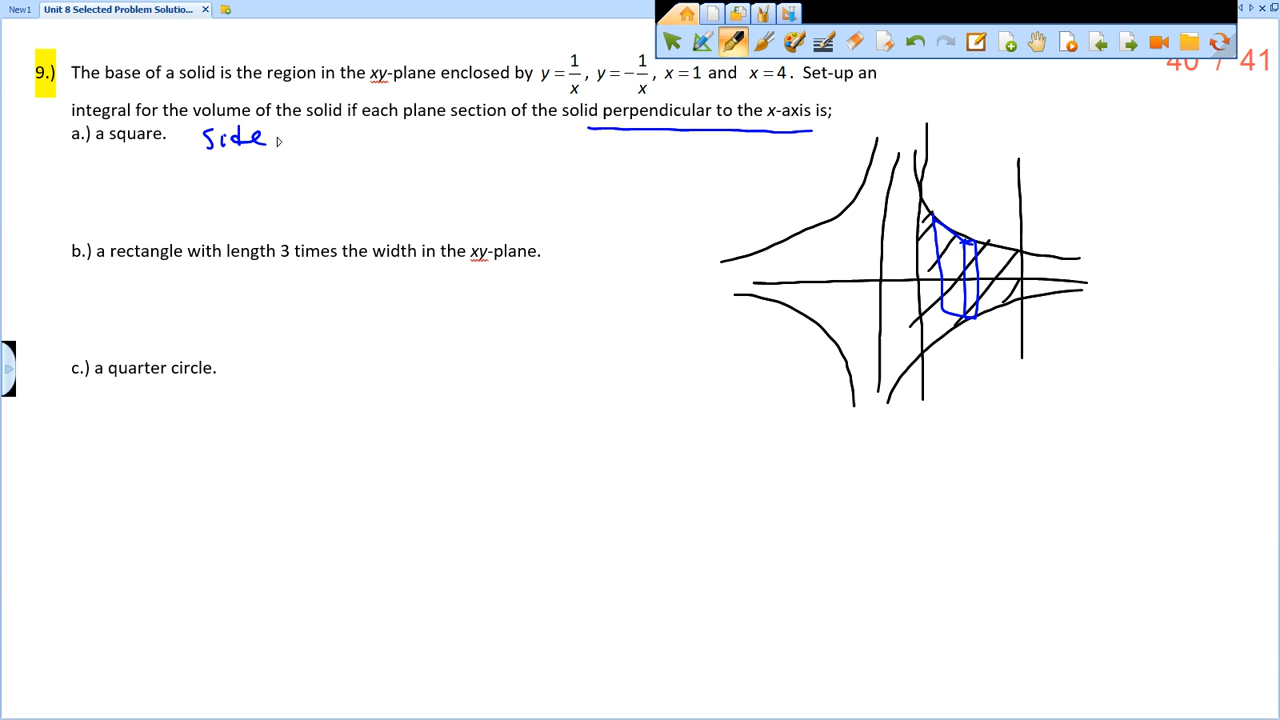 New1 Unit 8 Selected Problem Solutio...
40 / 41
9.) The base of a solid is the region in the xy-plane enclosed by y = 1/x, y = -1/x, x = 1 and x = 4. Set-up an
integral for the volume of the solid if each plane section of the solid perpendicular to the x-axis is;
a.) a square. Side
b.) a rectangle with length 3 times the width in the xy-plane.
c.) a quarter circle.